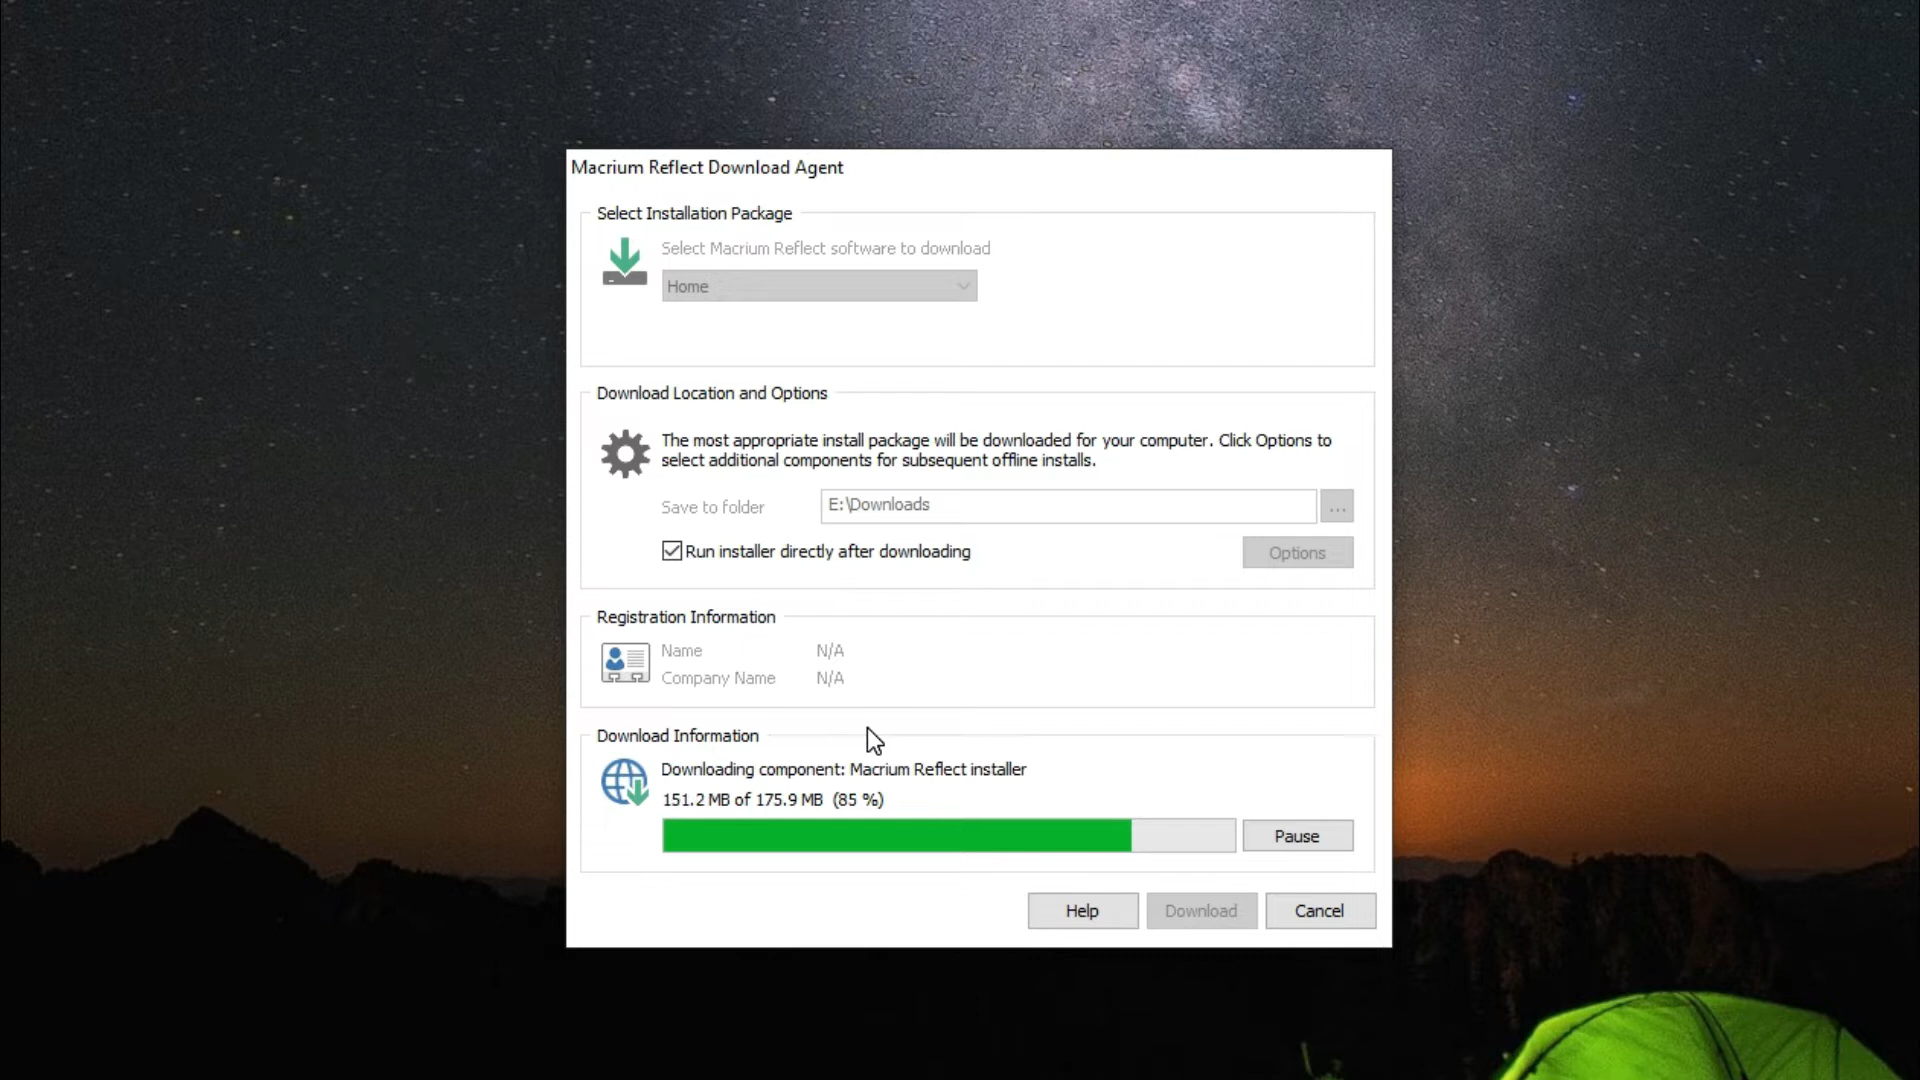 Macrium Reflect Download Agent
Select Installation Package
Select Macrium Reflect software to download
Home
Download Location and Options
The most appropriate install package will be downloaded for your computer. Click Options to
select additional components for subsequent offline installs.
Save to folder E:\Downloads ...
Run installer directly after downloading Options
Registration Information
Name N/A
Company Name N/A
Download Information
Downloading component: Macrium Reflect installer
151.2 MB of 175.9 MB (85 %)
Pause
Help Download Cancel